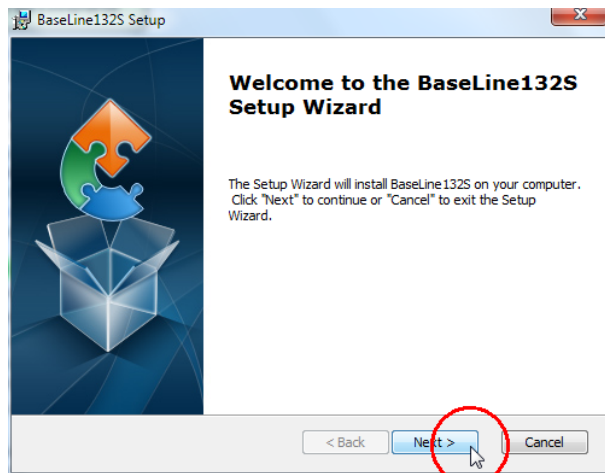 BaseLine132S Setup
Welcome to the BaseLine132S
Setup Wizard
The Setup Wizard will install BaseLine132S on your computer.
Click "Next" to continue or "Cancel" to exit the Setup
Wizard.
< Back Next > Cancel